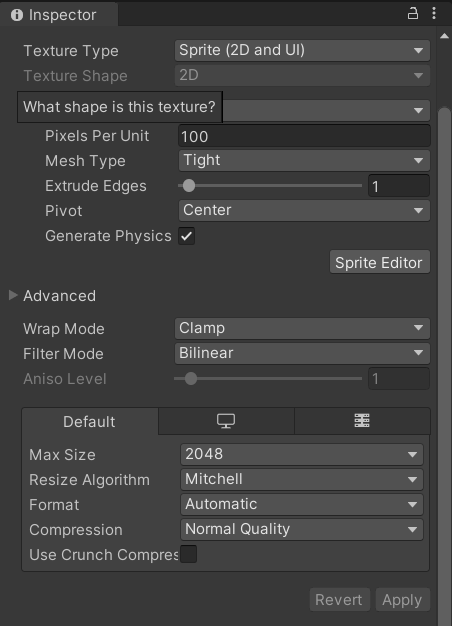 Inspector
Texture Type Sprite (2D and UI)
Texture Shape 2D
What shape is this texture?
Pixels Per Unit 100
Mesh Type Tight
Extrude Edges 1
Pivot Center
Generate Physics
Sprite Editor
Advanced
Wrap Mode Clamp
Filter Mode Bilinear
Aniso Level 1
Default
Max Size 2048
Resize Algorithm Mitchell
Format Automatic
Compression Normal Quality
Use Crunch Compres
Revert Apply